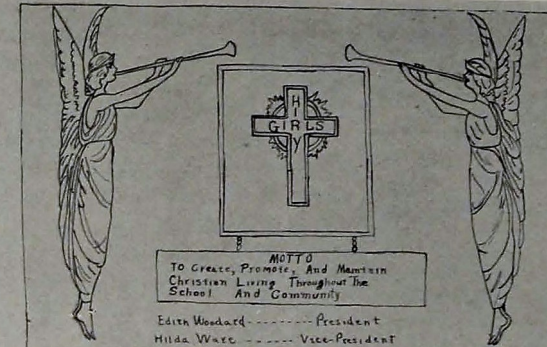 H
I
GIRLS
Y
MOTTO
To Create, Promote, And Maintain
Christian Living Throughout The
School And Community
Edith Woodard -------- President
Hilda Ware ----- Vice-President